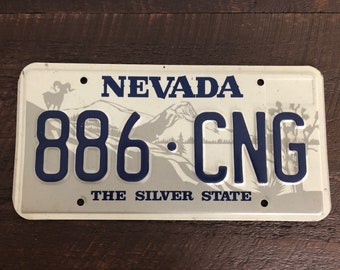 NEVADA
886·CNG
THE SILVER STATE